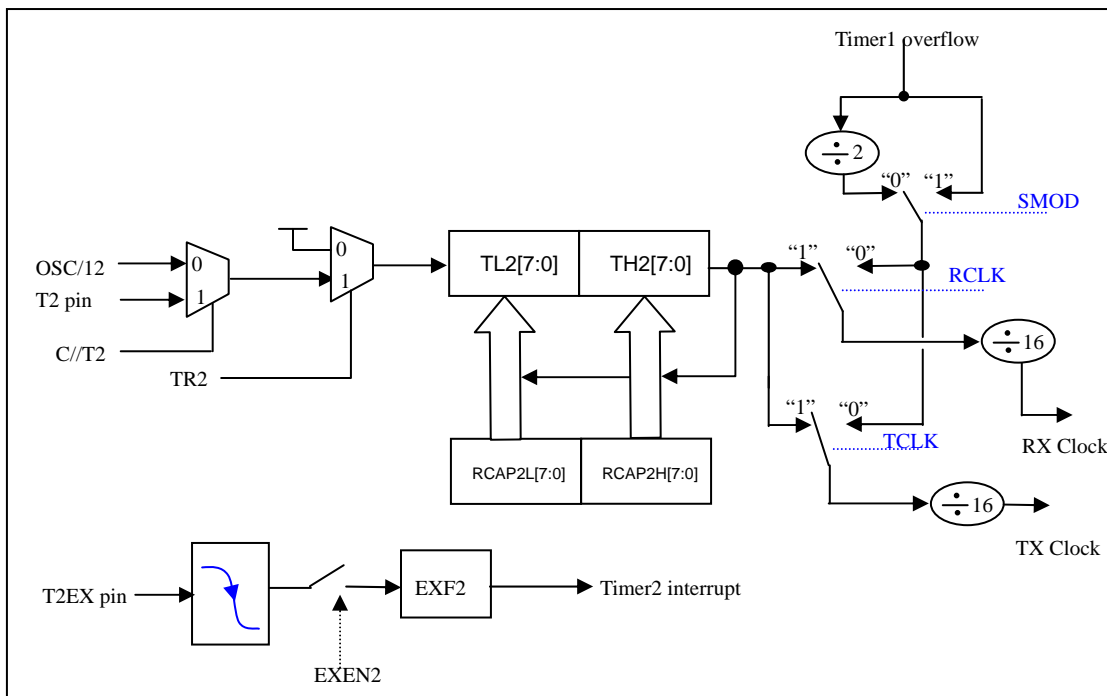 Timer1 overflow
÷ 2
“0” “1”
SMOD
OSC/12
0
0
TL2[7:0]
TH2[7:0]
“1” “0”
RCLK
T2 pin
1
1
C//T2
TR2
÷ 16
“1” “0”
TCLK
RX Clock
RCAP2L[7:0]
RCAP2H[7:0]
÷ 16
TX Clock
T2EX pin
EXF2
Timer2 interrupt
EXEN2